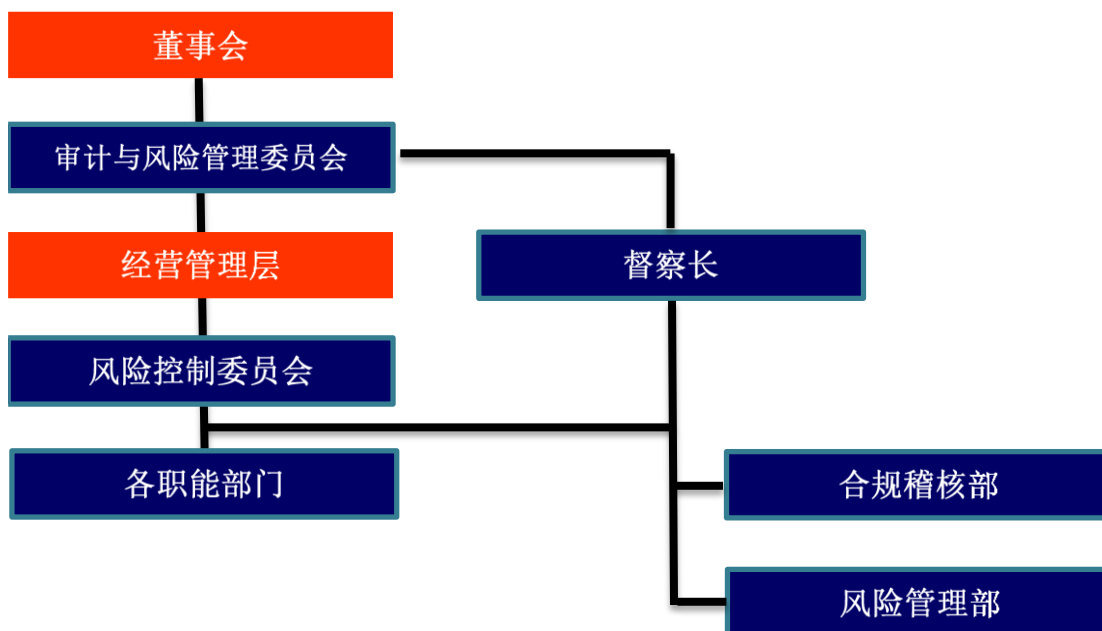 董事会
审计与风险管理委员会
经营管理层
督察长
风险控制委员会
各职能部门
合规稽核部
风险管理部